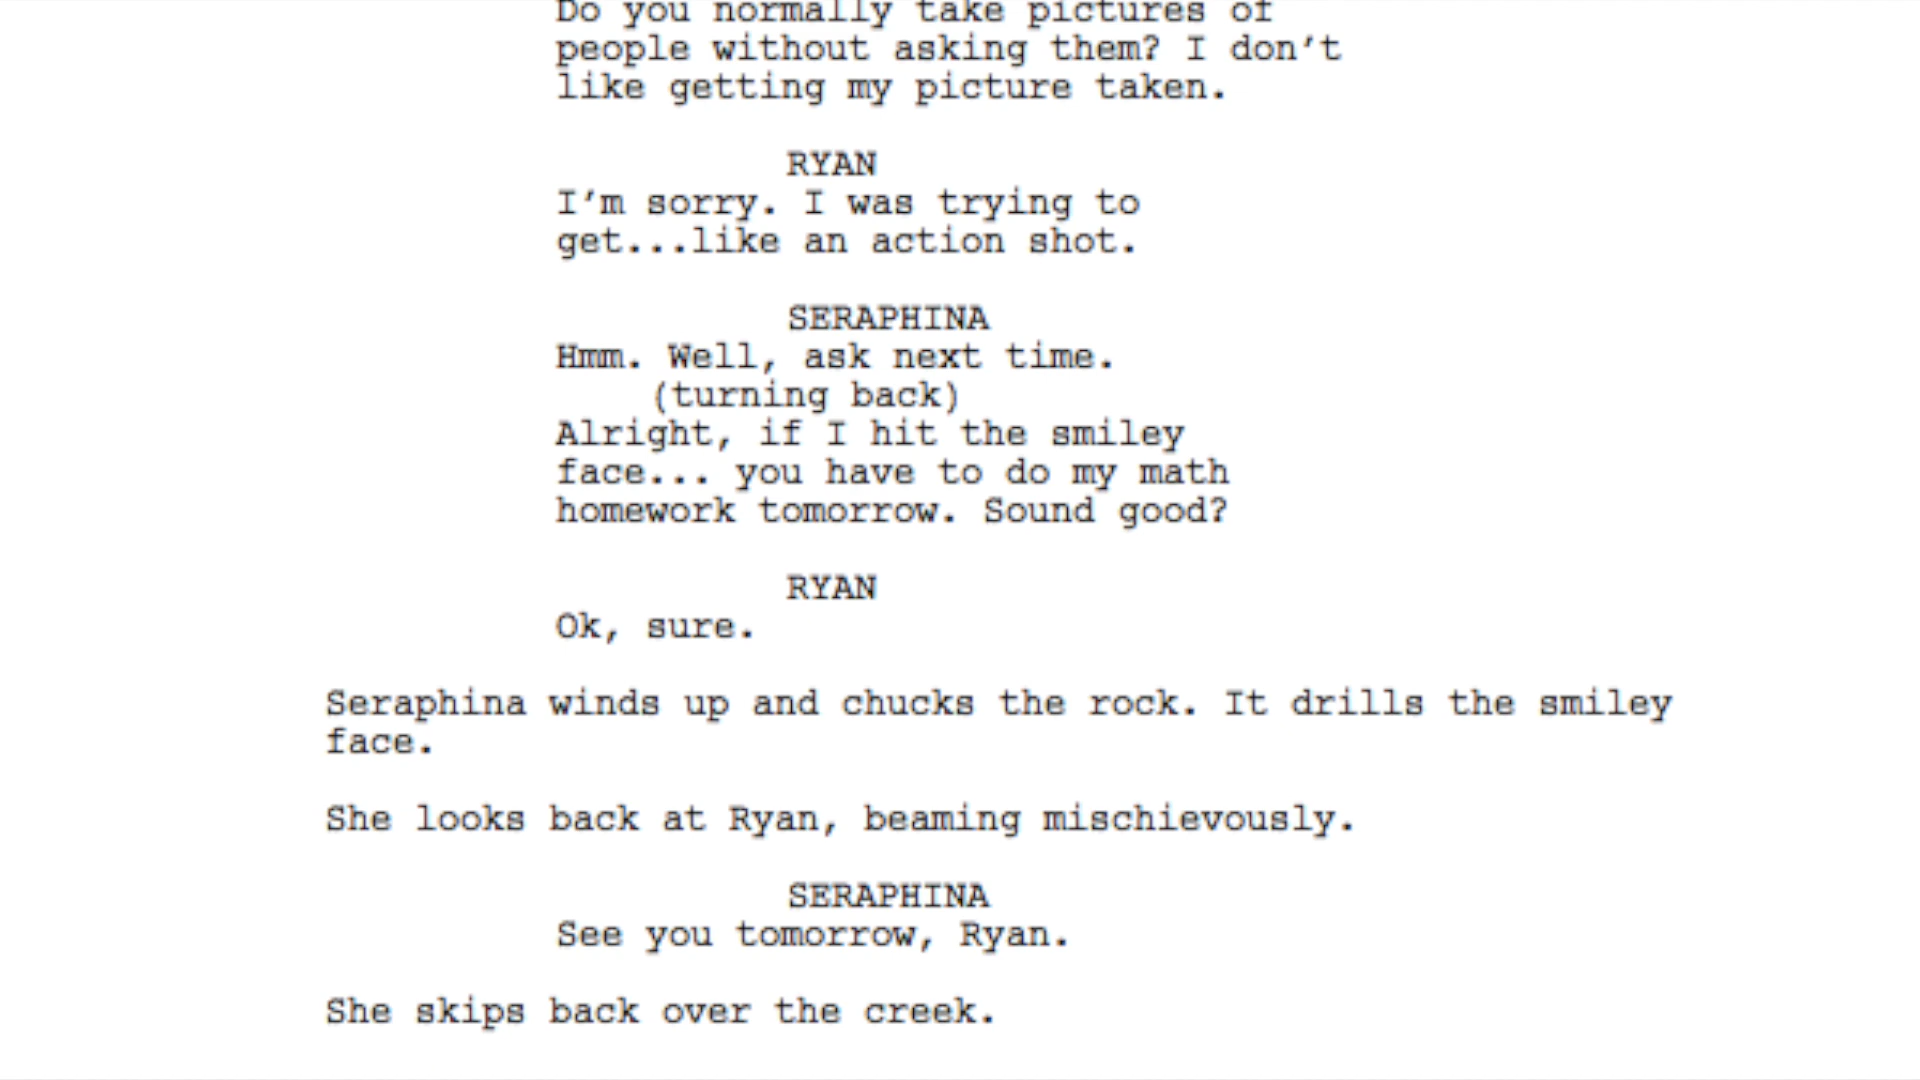 Do you normally take pictures of
people without asking them? I don't
like getting my picture taken.
RYAN
I'm sorry. I was trying to
get...like an action shot.
SERAPHINA
Hmm. Well, ask next time.
(turning back)
Alright, if I hit the smiley
face... you have to do my math
homework tomorrow. Sound good?
RYAN
Ok, sure.
Seraphina winds up and chucks the rock. It drills the smiley
face.
She looks back at Ryan, beaming mischievously.
SERAPHINA
See you tomorrow, Ryan.
She skips back over the creek.